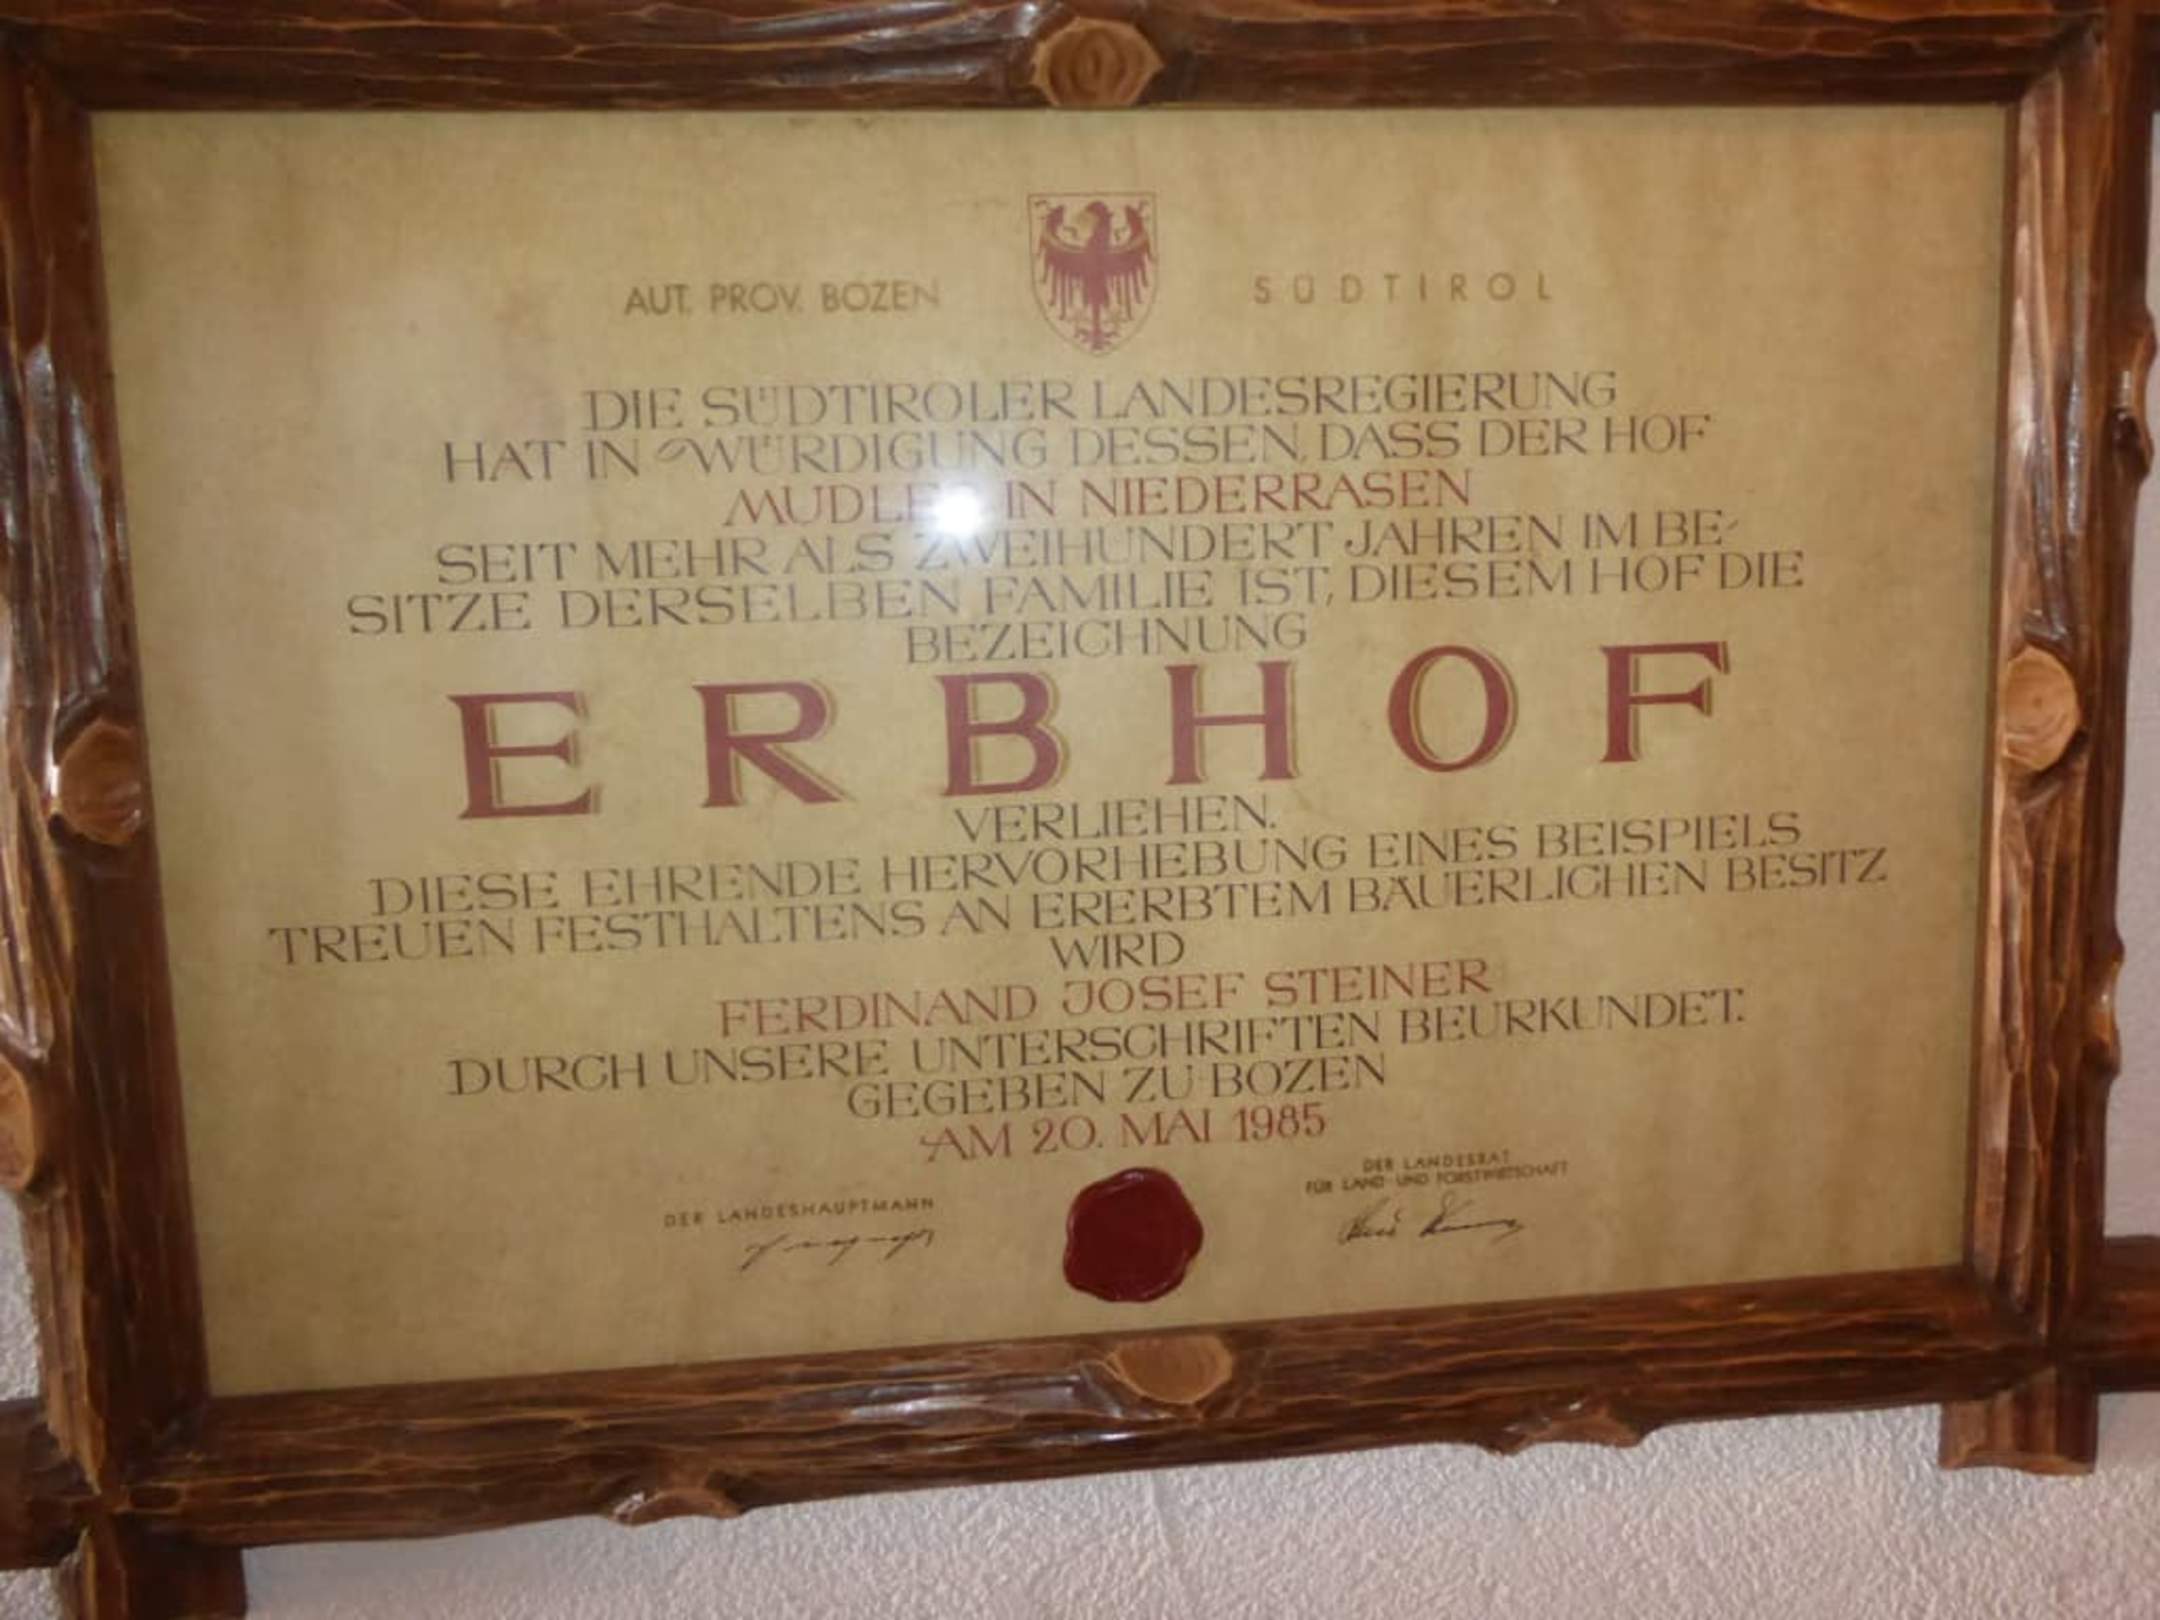 AUT. PROV. BOZEN SÜDTIROL
DIE SÜDTIROLER LANDESREGIERUNG
HAT IN WÜRDIGUNG DESSEN, DASS DER HOF
IN NIEDERRASEN
SEIT MEHR ALS ZWEIHUNDERT JAHREN IM BE-
SITZE DERSELBEN FAMILIE IST, DIESEM HOF DIE
BEZEICHNUNG
ERBHOF
VERLIEHEN.
DIESE EHRENDE HERVORHEBUNG EINES BEISPIELS
TREUEN FESTHALTENS AN ERERBTEM BÄUERLICHEN BESITZ
WIRD
FERDINAND JOSEF STEINER
DURCH UNSERE UNTERSCHRIFTEN BEURKUNDET.
GEGEBEN ZU BOZEN
AM 20. MAI 1985
DER LANDESHAUPTMANN
DER LANDESRAT
FÜR LAND- UND FORSTWIRTSCHAFT